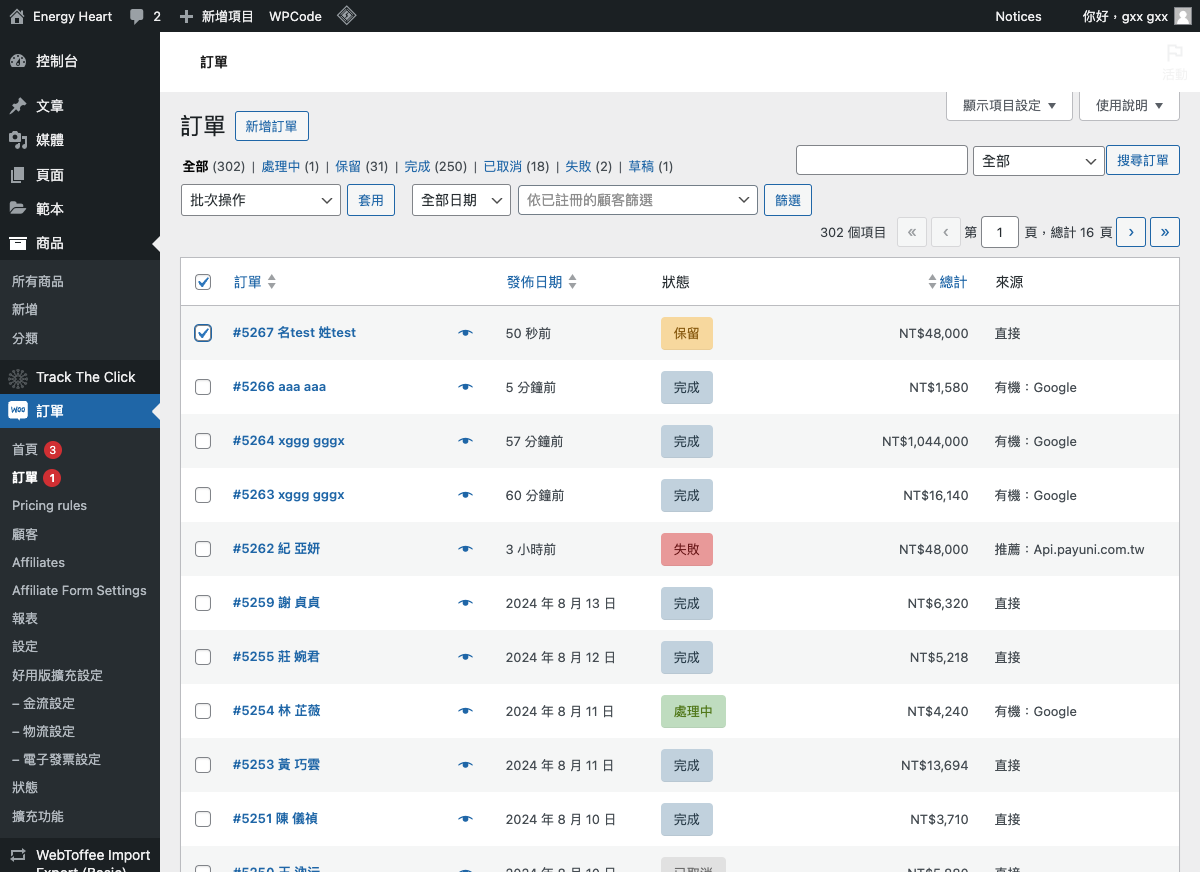 Energy Heart 2 新增項目 WPCode Notices 你好，gxx gxx
控制台
文章
媒體
頁面
範本
商品
所有商品
新增
分類
Track The Click
訂單
首頁 3
訂單 1
Pricing rules
顧客
Affiliates
Affiliate Form Settings
報表
設定
好用版擴充設定
– 金流設定
– 物流設定
– 電子發票設定
狀態
擴充功能
WebToffee Import
Export (Basic)
訂單
活動
顯示項目設定 ▼ 使用說明 ▼
訂單 新增訂單
全部 (302) | 處理中 (1) | 保留 (31) | 完成 (250) | 已取消 (18) | 失敗 (2) | 草稿 (1)
全部 搜尋訂單
批次操作 套用 全部日期 依已註冊的顧客篩選 篩選
302 個項目 « ‹ 第 1 頁，總計 16 頁 › »
訂單 發佈日期 狀態 總計 來源
#5267 名test 姓test 50 秒前 保留 NT$48,000 直接
#5266 aaa aaa 5 分鐘前 完成 NT$1,580 有機：Google
#5264 xggg gggx 57 分鐘前 完成 NT$1,044,000 有機：Google
#5263 xggg gggx 60 分鐘前 完成 NT$16,140 有機：Google
#5262 紀 亞妍 3 小時前 失敗 NT$48,000 推薦：Api.payuni.com.tw
#5259 謝 貞貞 2024 年 8 月 13 日 完成 NT$6,320 直接
#5255 莊 婉君 2024 年 8 月 12 日 完成 NT$5,218 直接
#5254 林 芷薇 2024 年 8 月 11 日 處理中 NT$4,240 有機：Google
#5253 黃 巧雲 2024 年 8 月 11 日 完成 NT$13,694 直接
#5251 陳 儀禎 2024 年 8 月 10 日 完成 NT$3,710 直接
#5250 王 2024 年 8 月 10 日 已取消 NT$5,880 直接